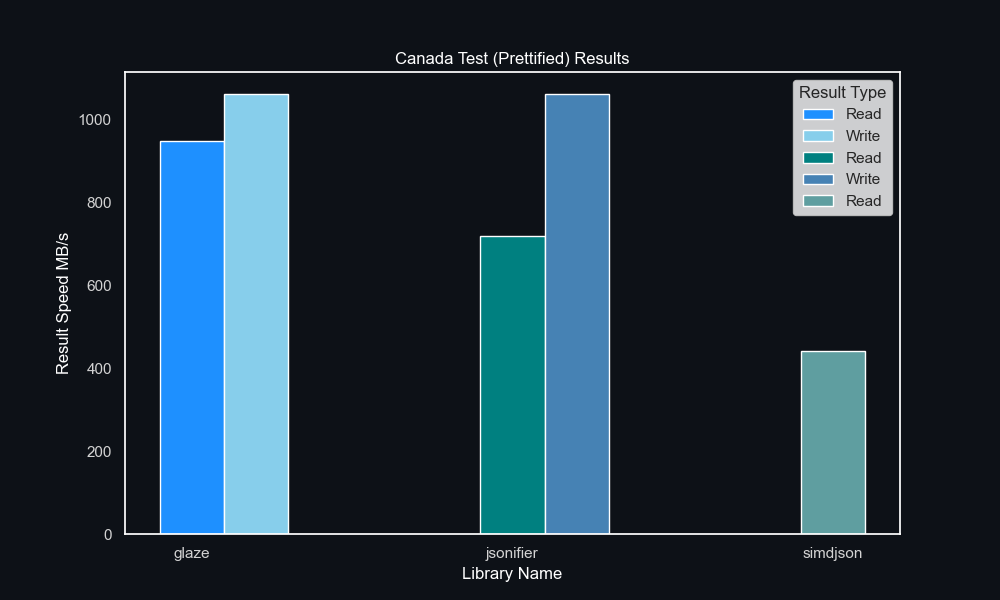 Canada Test (Prettified) Results
Result Speed MB/s
1000
800
600
400
200
0
Result Type
Read
Write
Read
Write
Read
glaze
jsonifier
simdjson
Library Name